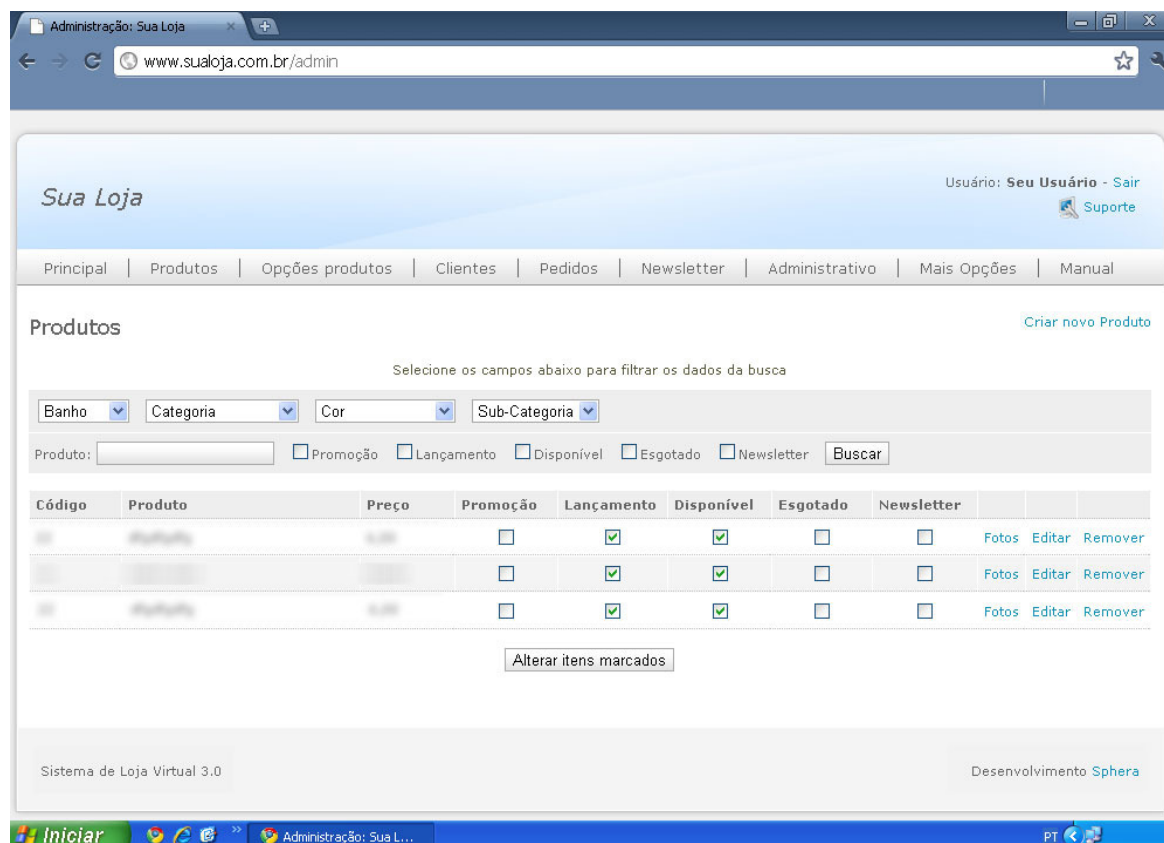 Administração: Sua Loja
www.sualoja.com.br/admin
Sua Loja
Usuário: Seu Usuário - Sair
Suporte
Principal | Produtos | Opções produtos | Clientes | Pedidos | Newsletter | Administrativo | Mais Opções | Manual
Produtos
Criar novo Produto
Selecione os campos abaixo para filtrar os dados da busca
Banho Categoria Cor Sub-Categoria
Produto: Promoção Lançamento Disponível Esgotado Newsletter Buscar
Código Produto Preço Promoção Lançamento Disponível Esgotado Newsletter
Fotos Editar Remover
Fotos Editar Remover
Fotos Editar Remover
Alterar itens marcados
Sistema de Loja Virtual 3.0
Desenvolvimento Sphera
Iniciar Administração: Sua L... PT